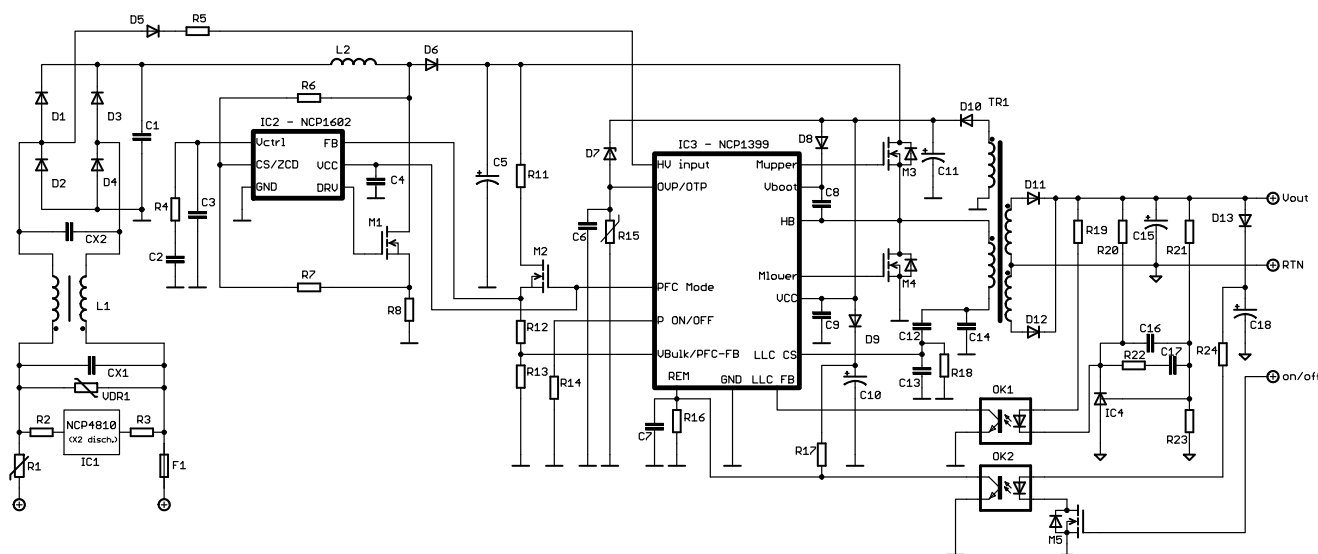 D5
R5
L2
D6
D1
D3
C1
D2
D4
R6
IC2 - NCP1602
Vctrl
FB
CS/ZCD
VCC
GND
DRV
C4
R4
C3
C2
M1
R7
R8
C5
R11
M2
D7
C6
R15
IC3 - NCP1399
HV input
Mupper
OVP/OTP
Vboot
HB
Mlower
PFC Mode
VCC
P ON/OFF
VBulk/PFC-FB
LLC CS
REM
GND
LLC FB
D8
C8
M3
C11
D10
TR1
M4
C9
D9
C12
C14
C13
R18
C10
D11
D12
R19
R20
C15
R21
D13
Vout
RTN
C18
C16
R22
C17
R24
IC4
R23
on/off
OK1
OK2
M5
R12
R13
R14
C7
R16
R17
CX2
L1
CX1
VDR1
R2
NCP4810
(X2 disch.)
R3
IC1
R1
F1